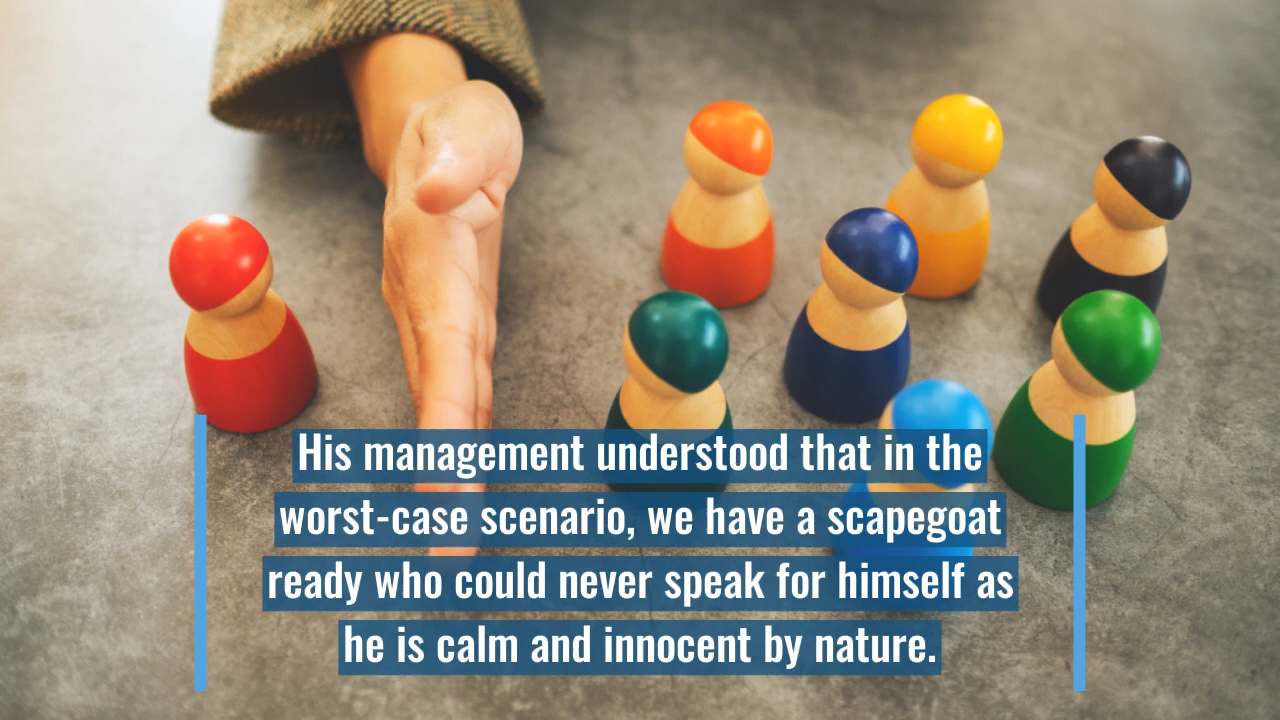 His management understood that in the
worst-case scenario, we have a scapegoat
ready who could never speak for himself as
he is calm and innocent by nature.